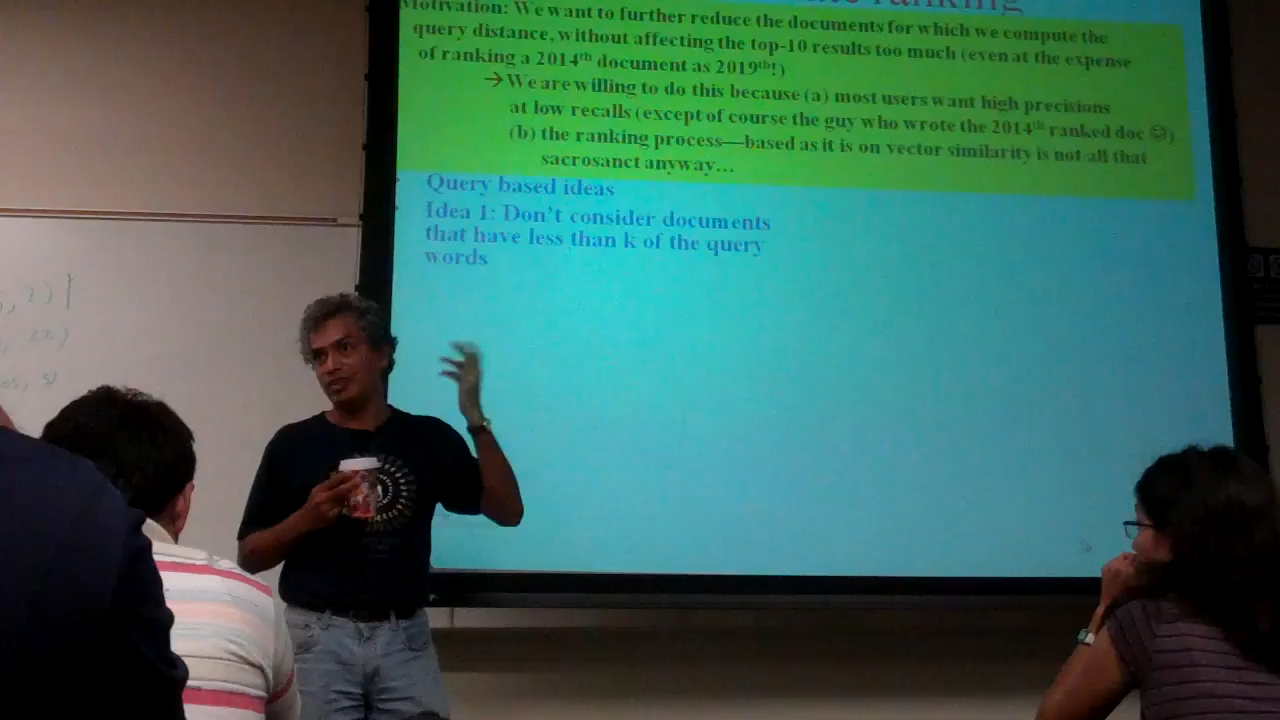 ranking
Motivation: We want to further reduce the documents for which we compute the
query distance, without affecting the top-10 results too much (even at the expense
of ranking a 2014th document as 2019th!)
→We are willing to do this because (a) most users want high precisions
at low recalls (except of course the guy who wrote the 2014th ranked doc ☺)
(b) the ranking process—based as it is on vector similarity is not all that
sacrosanct anyway…
Query based ideas
Idea 1: Don't consider documents
that have less than k of the query
words
, 2)
, 22)